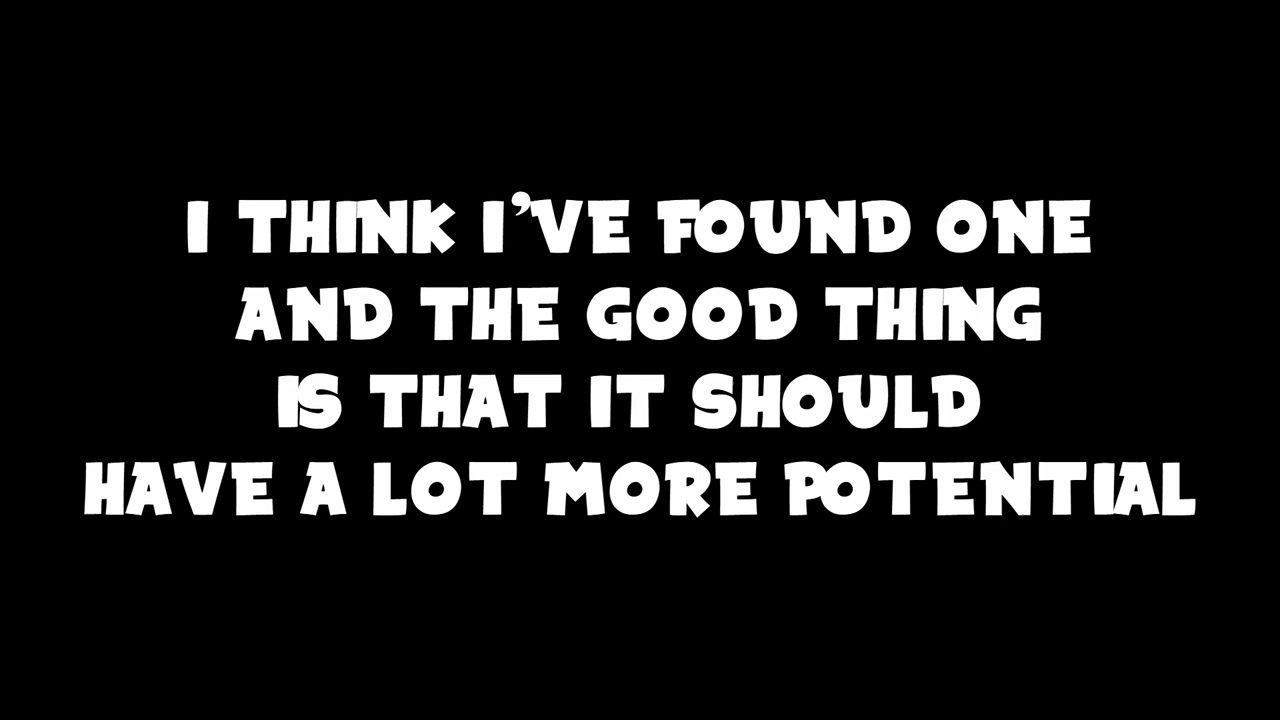 I THINK I'VE FOUND ONE
AND THE GOOD THING
IS THAT IT SHOULD
HAVE A LOT MORE POTENTIAL